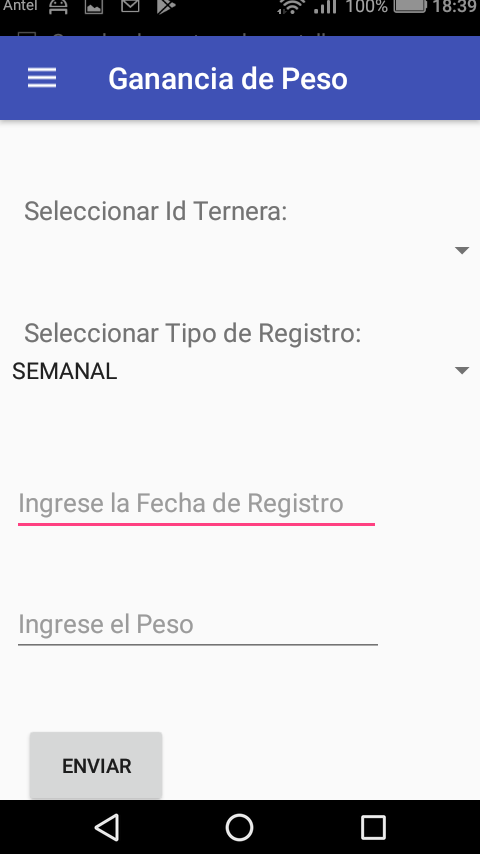 Antel 100% 18:39
Ganancia de Peso
Seleccionar Id Ternera:
Seleccionar Tipo de Registro:
SEMANAL
Ingrese la Fecha de Registro
Ingrese el Peso
ENVIAR